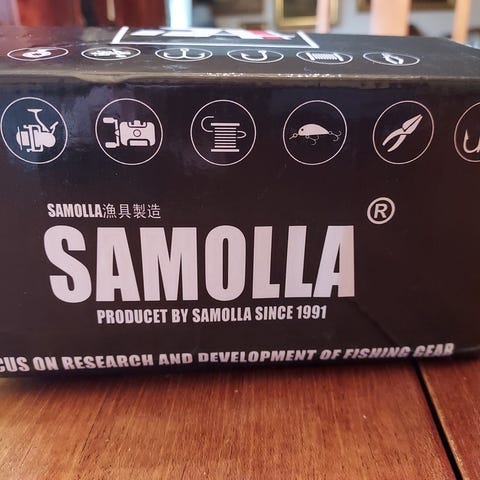 SAMOLLA漁具製造
SAMOLLA®
PRODUCET BY SAMOLLA SINCE 1991
CUS ON RESEARCH AND DEVELOPMENT OF FISHING GEAR